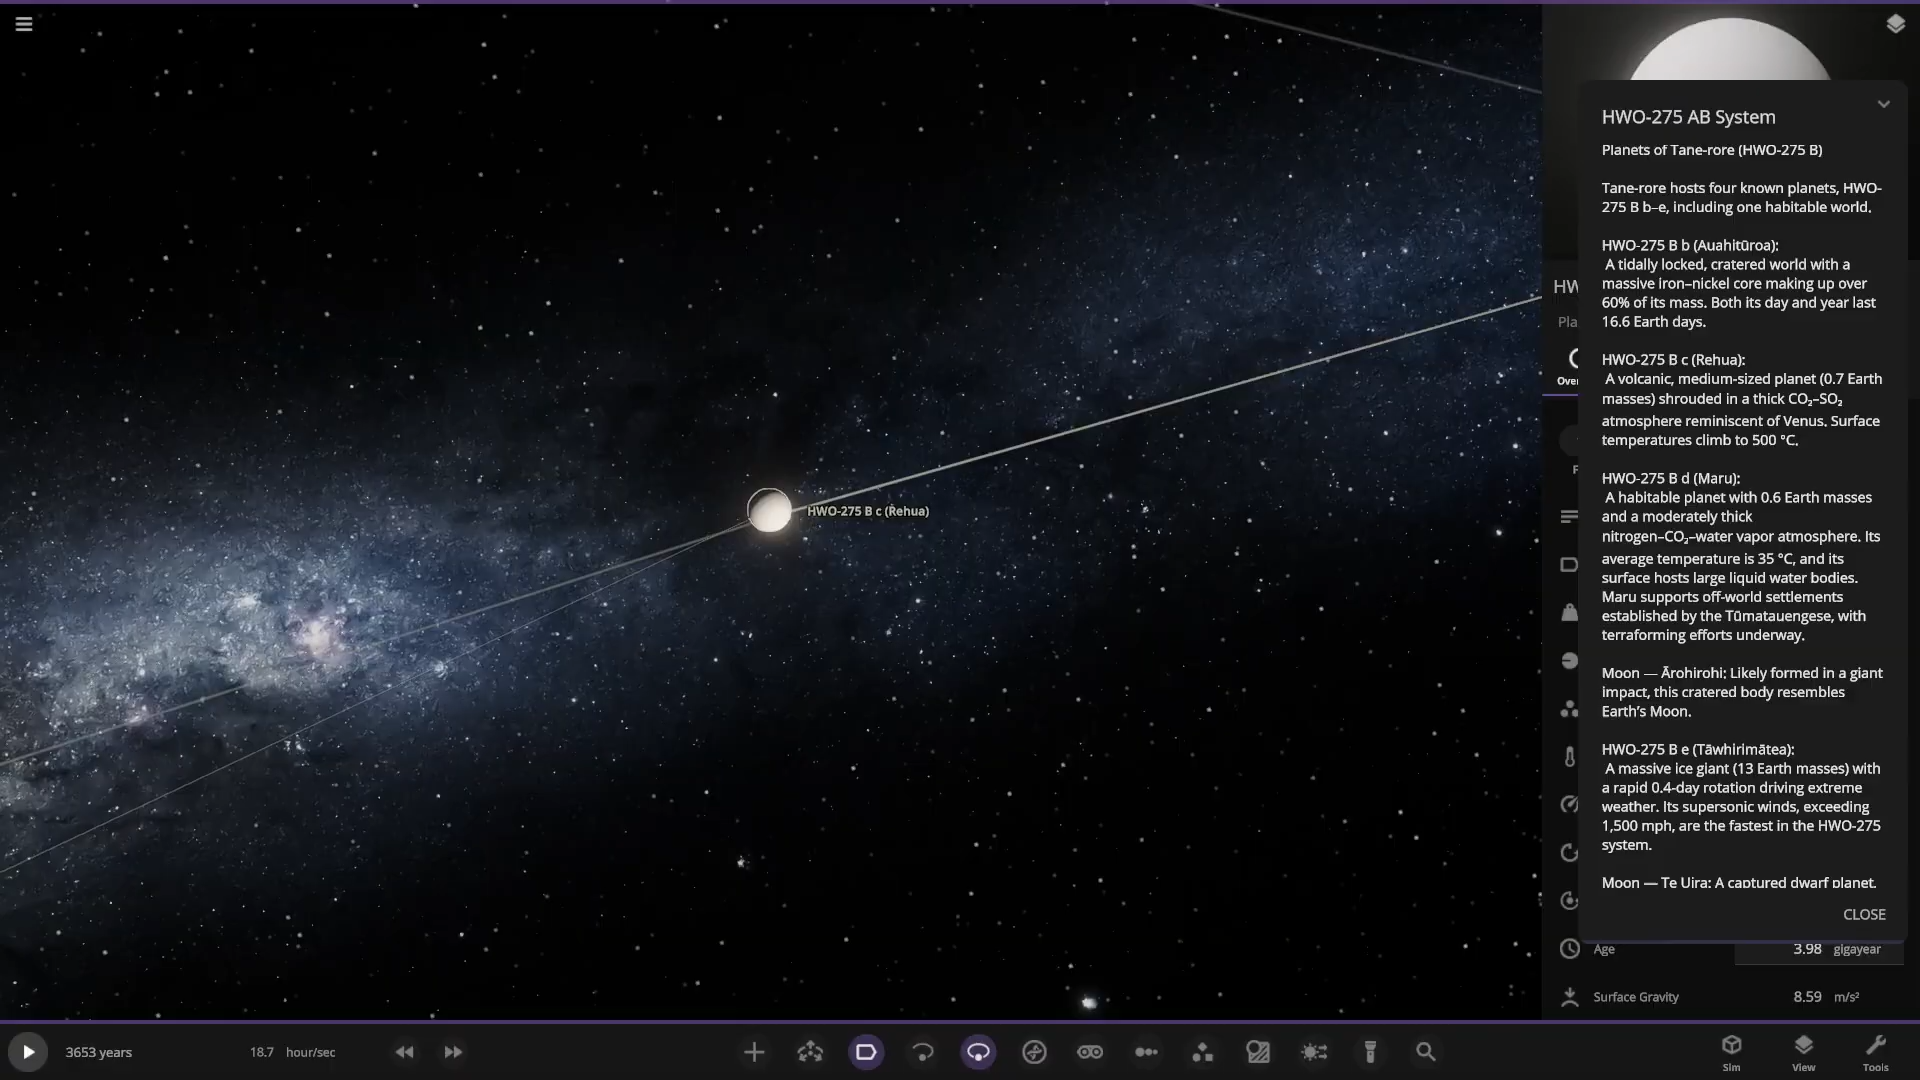 HWO-275 AB System
Planets of Tane-rore (HWO-275 B)
Tane-rore hosts four known planets, HWO-
275 B b–e, including one habitable world.
HWO-275 B b (Auahitūroa):
A tidally locked, cratered world with a
massive iron–nickel core making up over
60% of its mass. Both its day and year last
16.6 Earth days.
HWO-275 B c (Rehua):
A volcanic, medium-sized planet (0.7 Earth
masses) shrouded in a thick CO₂–SO₂
atmosphere reminiscent of Venus. Surface
temperatures climb to 500 °C.
HWO-275 B d (Maru):
A habitable planet with 0.6 Earth masses
and a moderately thick
nitrogen–CO₂–water vapor atmosphere. Its
average temperature is 35 °C, and its
surface hosts large liquid water bodies.
Maru supports off-world settlements
established by the Tūmatauengese, with
terraforming efforts underway.
Moon — Ārohirohi: Likely formed in a giant
impact, this cratered body resembles
Earth's Moon.
HWO-275 B e (Tāwhirimātea):
A massive ice giant (13 Earth masses) with
a rapid 0.4-day rotation driving extreme
weather. Its supersonic winds, exceeding
1,500 mph, are the fastest in the HWO-275
system.
Moon — Te Uira: A captured dwarf planet.
CLOSE
HW
Pla
Over
HWO-275 B c (Rehua)
Age 3.98 gigayear
Surface Gravity 8.59 m/s²
3653 years 18.7 hour/sec
Sim View Tools